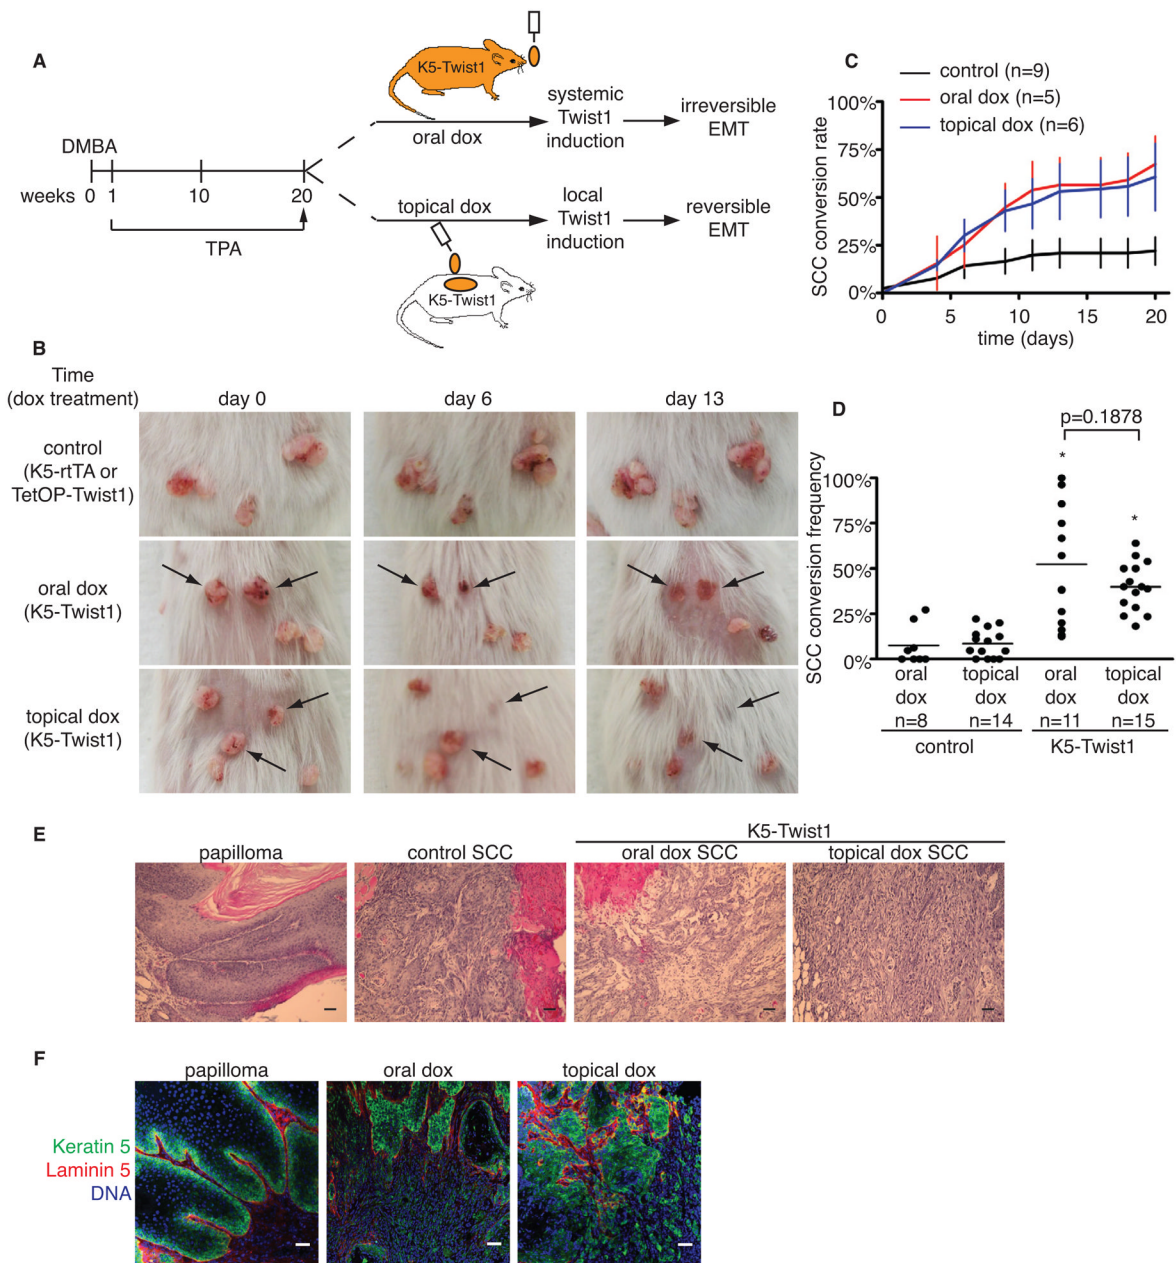 A
K5-Twist1
DMBA
weeks 0 1 10 20
TPA
oral dox
systemic
Twist1
induction
irreversible
EMT
topical dox
K5-Twist1
local
Twist1
induction
reversible
EMT
B
Time
(dox treatment)
day 0
day 6
day 13
control
(K5-rtTA or
TetOP-Twist1)
oral dox
(K5-Twist1)
topical dox
(K5-Twist1)
C
control (n=9)
oral dox (n=5)
topical dox (n=6)
SCC conversion rate
100%
75%
50%
25%
0%
0 5 10 15 20
time (days)
D
p=0.1878
*
*
SCC conversion frequency
100%
75%
50%
25%
0%
oral
dox
n=8
topical
dox
n=14
oral
dox
n=11
topical
dox
n=15
control
K5-Twist1
E
K5-Twist1
papilloma
control SCC
oral dox SCC
topical dox SCC
F
papilloma
oral dox
topical dox
Keratin 5
Laminin 5
DNA